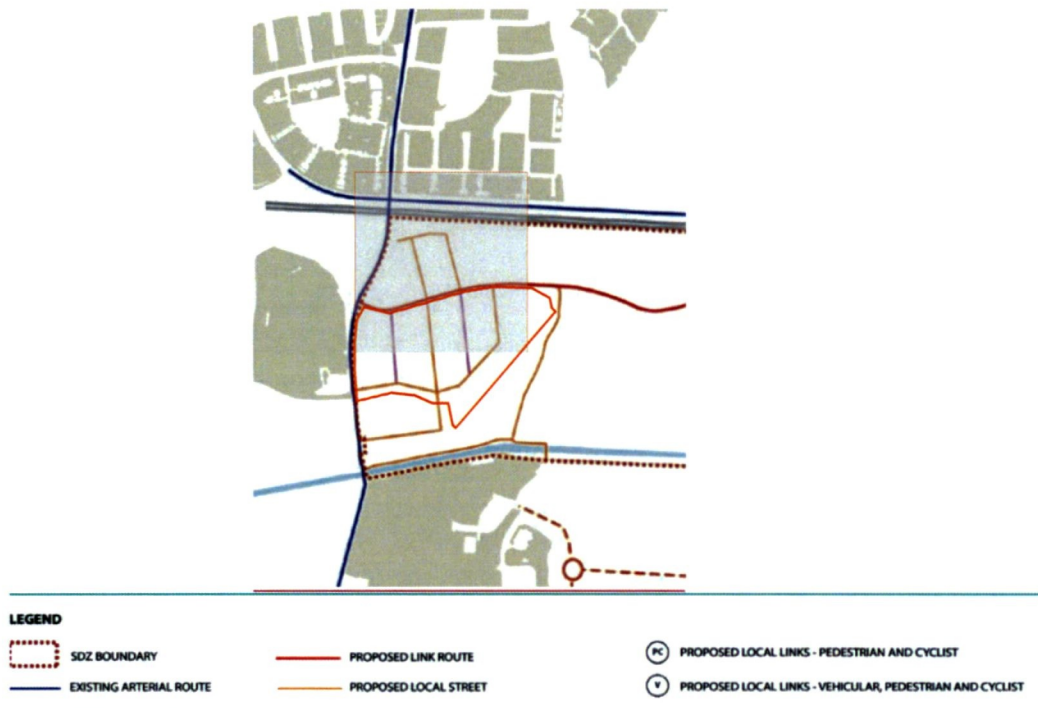 LEGEND
SDZ BOUNDARY
EXISTING ARTERIAL ROUTE
PROPOSED LINK ROUTE
PROPOSED LOCAL STREET
PC PROPOSED LOCAL LINKS - PEDESTRIAN AND CYCLIST
V PROPOSED LOCAL LINKS - VEHICULAR, PEDESTRIAN AND CYCLIST